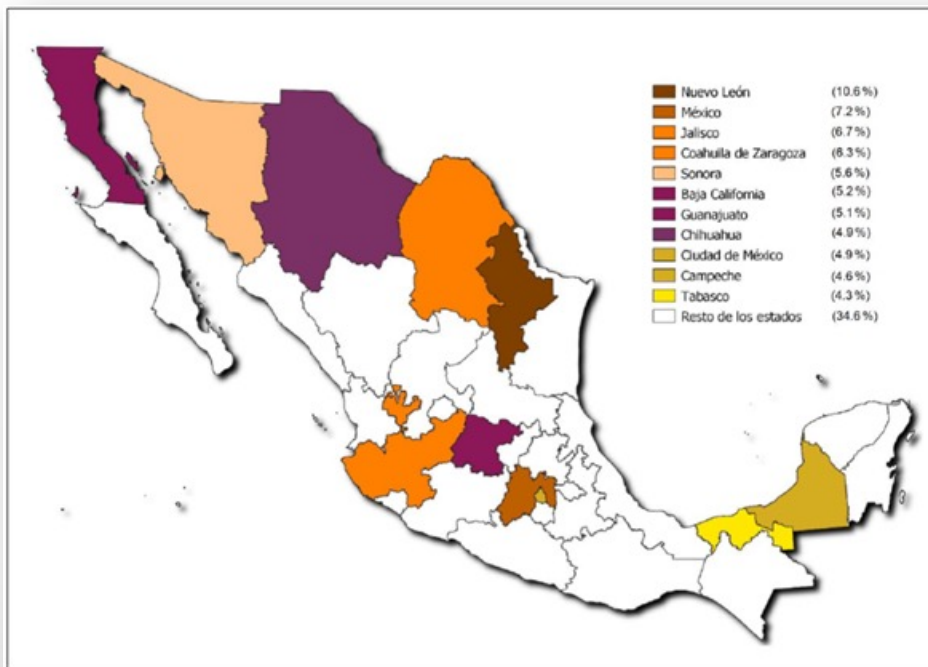 Nuevo León (10.6%)
México (7.2%)
Jalisco (6.7%)
Coahuila de Zaragoza (6.3%)
Sonora (5.6%)
Baja California (5.2%)
Guanajuato (5.1%)
Chihuahua (4.9%)
Ciudad de México (4.9%)
Campeche (4.6%)
Tabasco (4.3%)
Resto de los estados (34.6%)